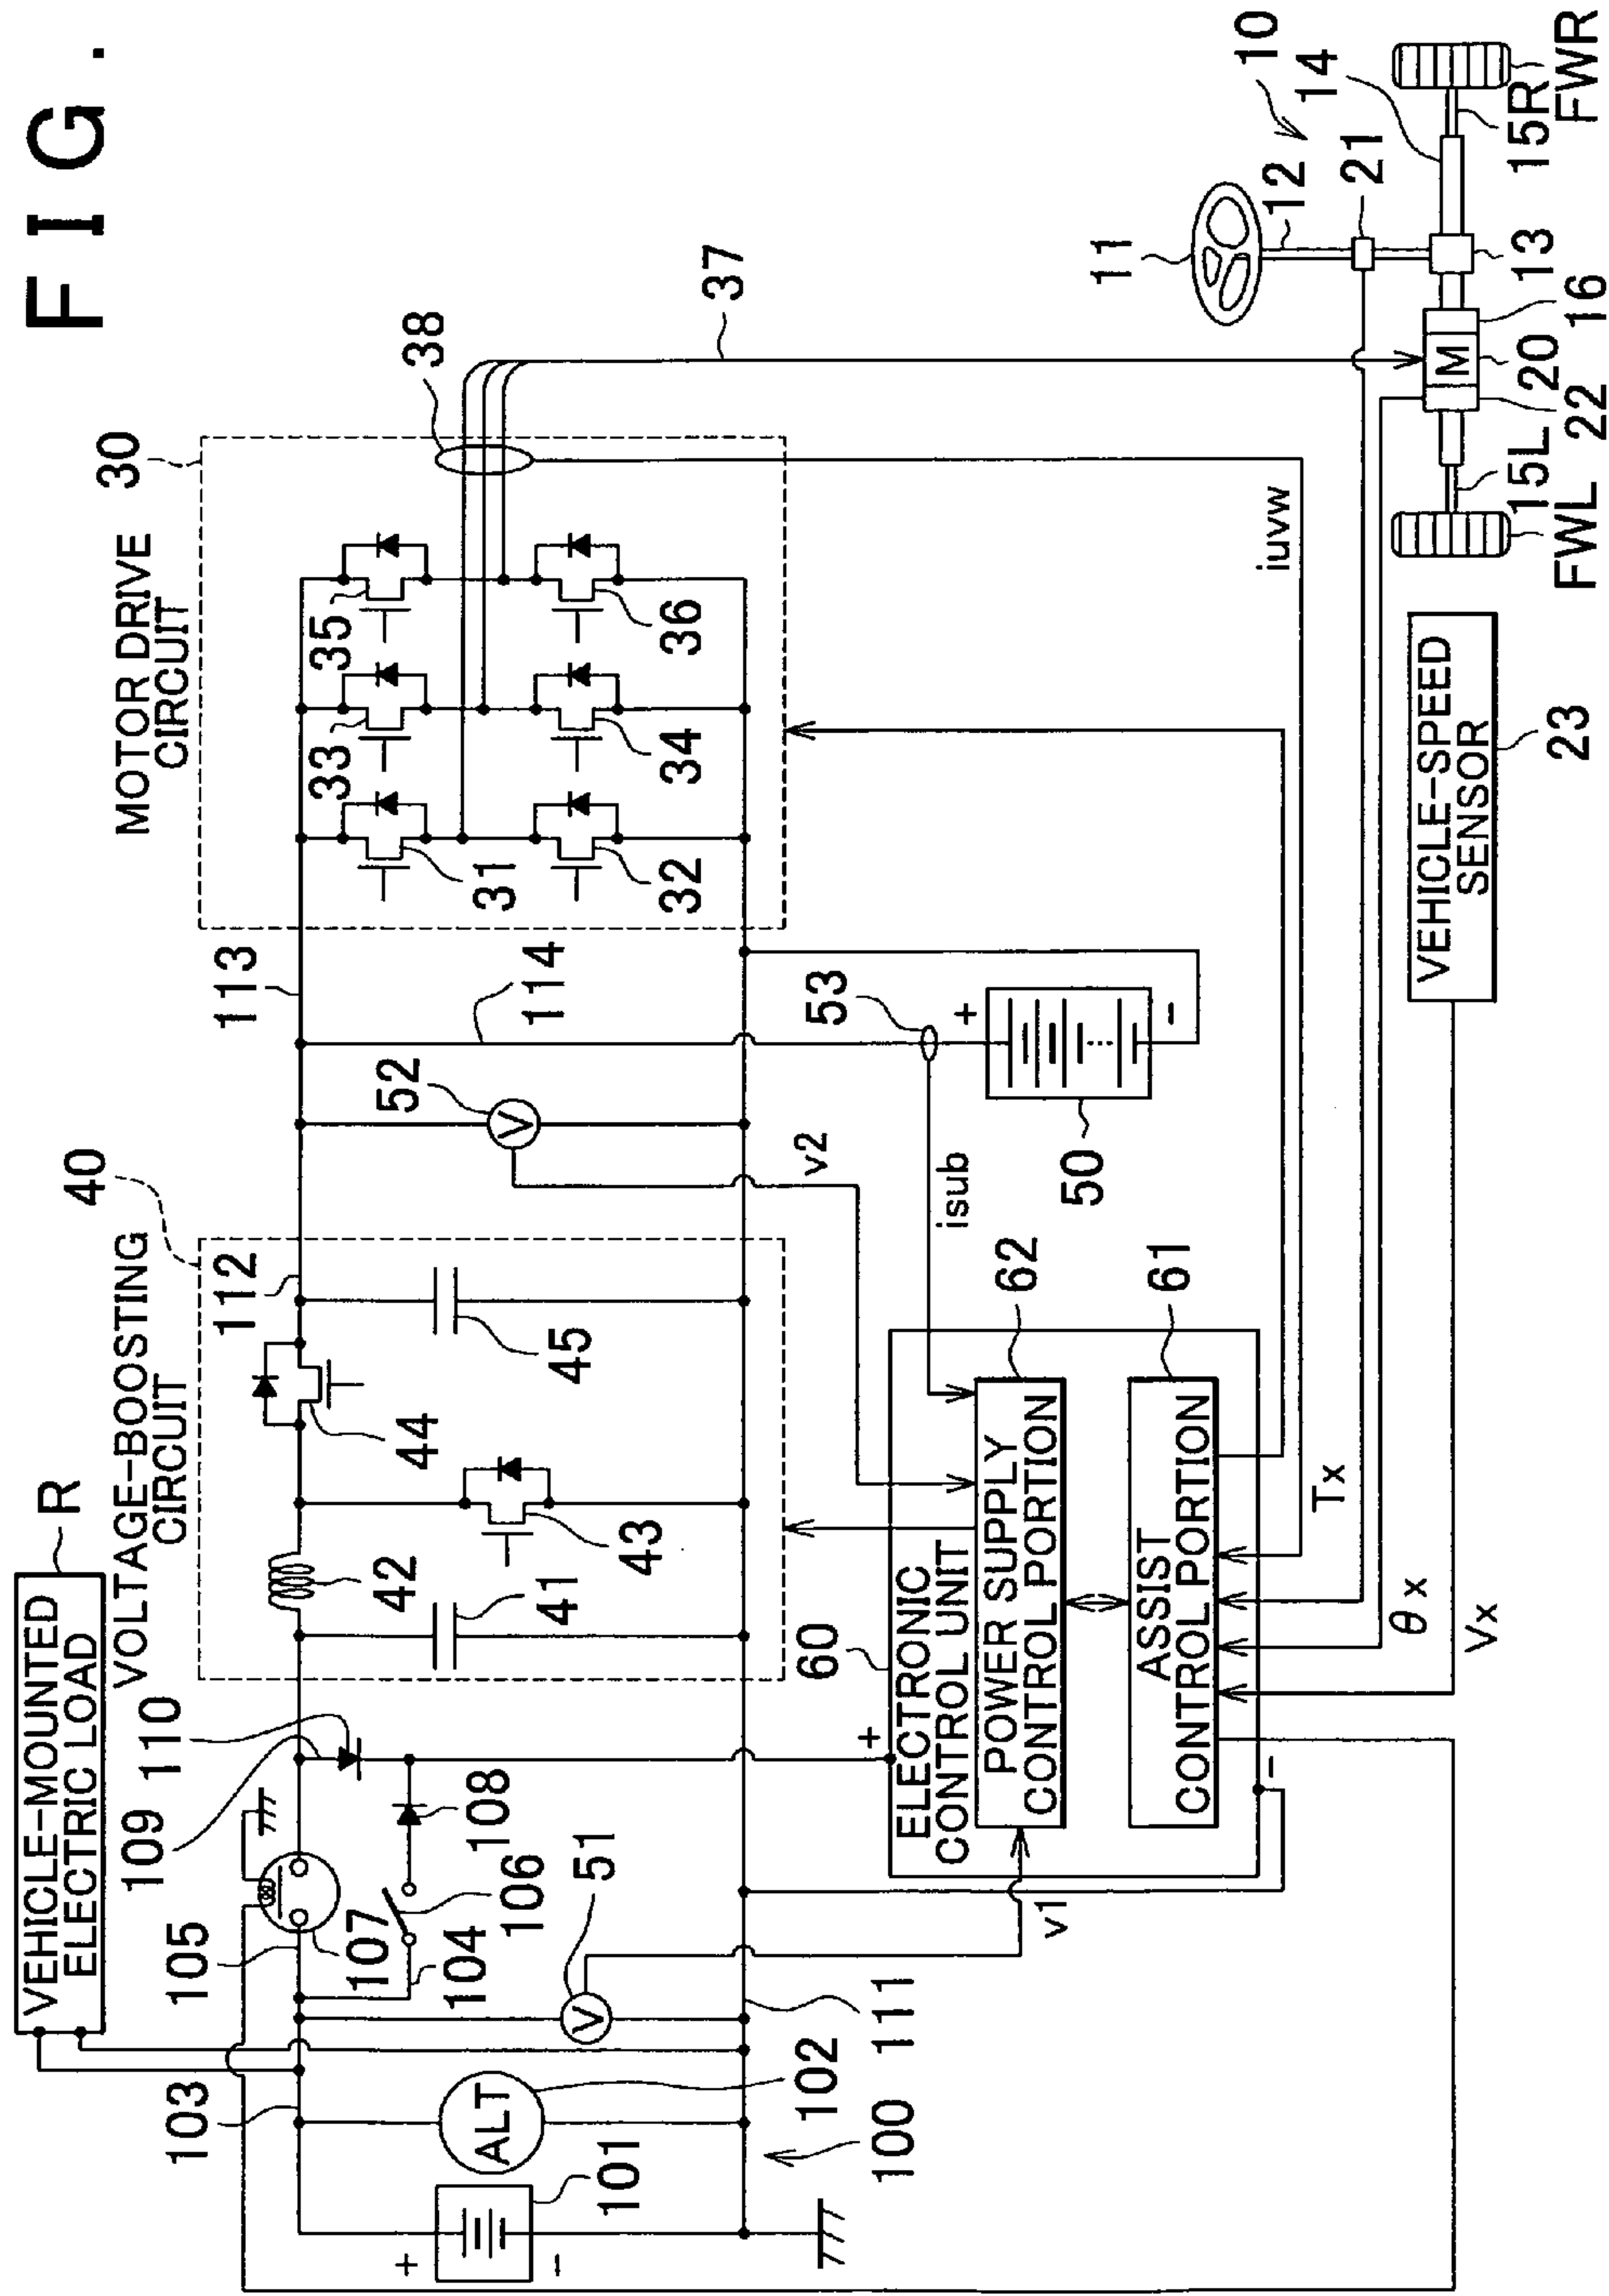 FIG.
VEHICLE-MOUNTED
ELECTRIC LOAD
R
VOLTAGE-BOOSTING
CIRCUIT
40
MOTOR DRIVE
CIRCUIT
30
103
105
107
109
110
42
44
112
113
31
33
35
38
37
104
106
108
41
43
45
52
V
114
32
34
36
ALT
102
101
+
-
100
111
51
V
v1
v2
isub
53
50
+
-
60
+
-
ELECTRONIC
CONTROL UNIT
POWER SUPPLY
CONTROL PORTION
62
ASSIST
CONTROL PORTION
61
iuvw
Tx
θx
Vx
VEHICLE-SPEED
SENSOR
23
10
11
12
21
14
13
16
M
20
22
15L
15R
FWL
FWR